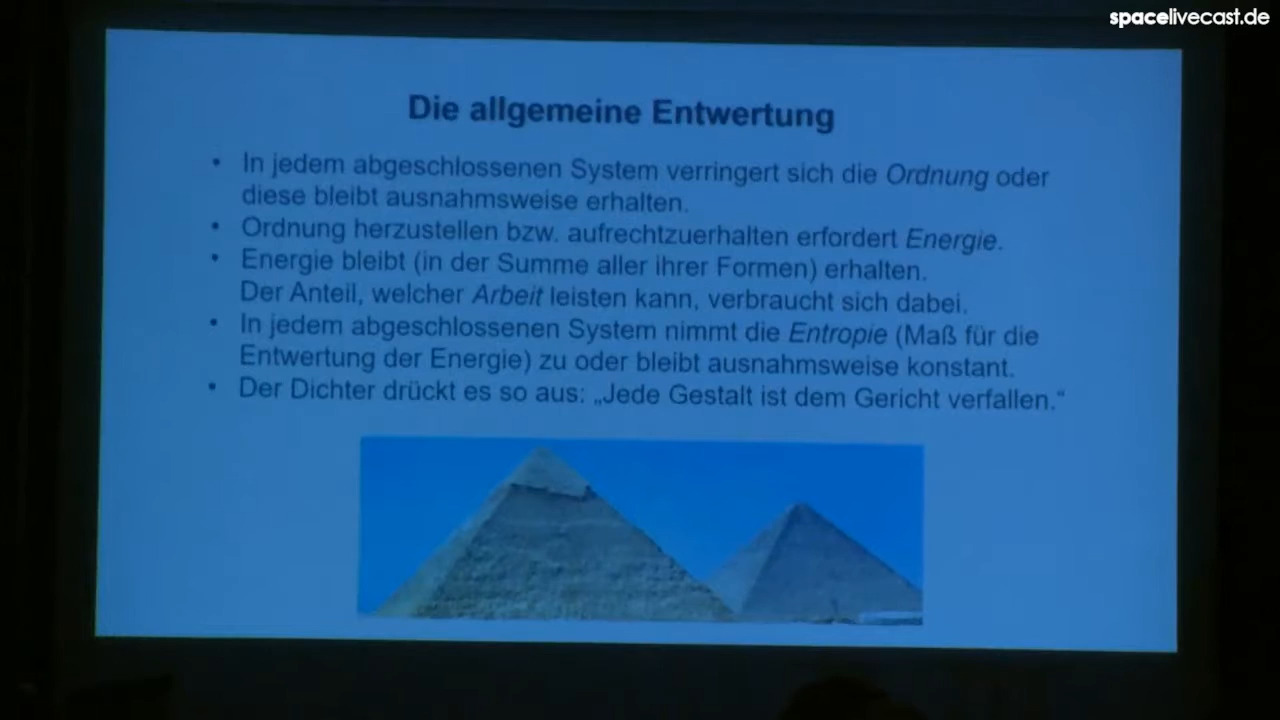 spacelivecast.de
Die allgemeine Entwertung
• In jedem abgeschlossenen System verringert sich die Ordnung oder
diese bleibt ausnahmsweise erhalten.
• Ordnung herzustellen bzw. aufrechtzuerhalten erfordert Energie.
• Energie bleibt (in der Summe aller ihrer Formen) erhalten.
Der Anteil, welcher Arbeit leisten kann, verbraucht sich dabei.
• In jedem abgeschlossenen System nimmt die Entropie (Maß für die
Entwertung der Energie) zu oder bleibt ausnahmsweise konstant.
• Der Dichter drückt es so aus: „Jede Gestalt ist dem Gericht verfallen.“